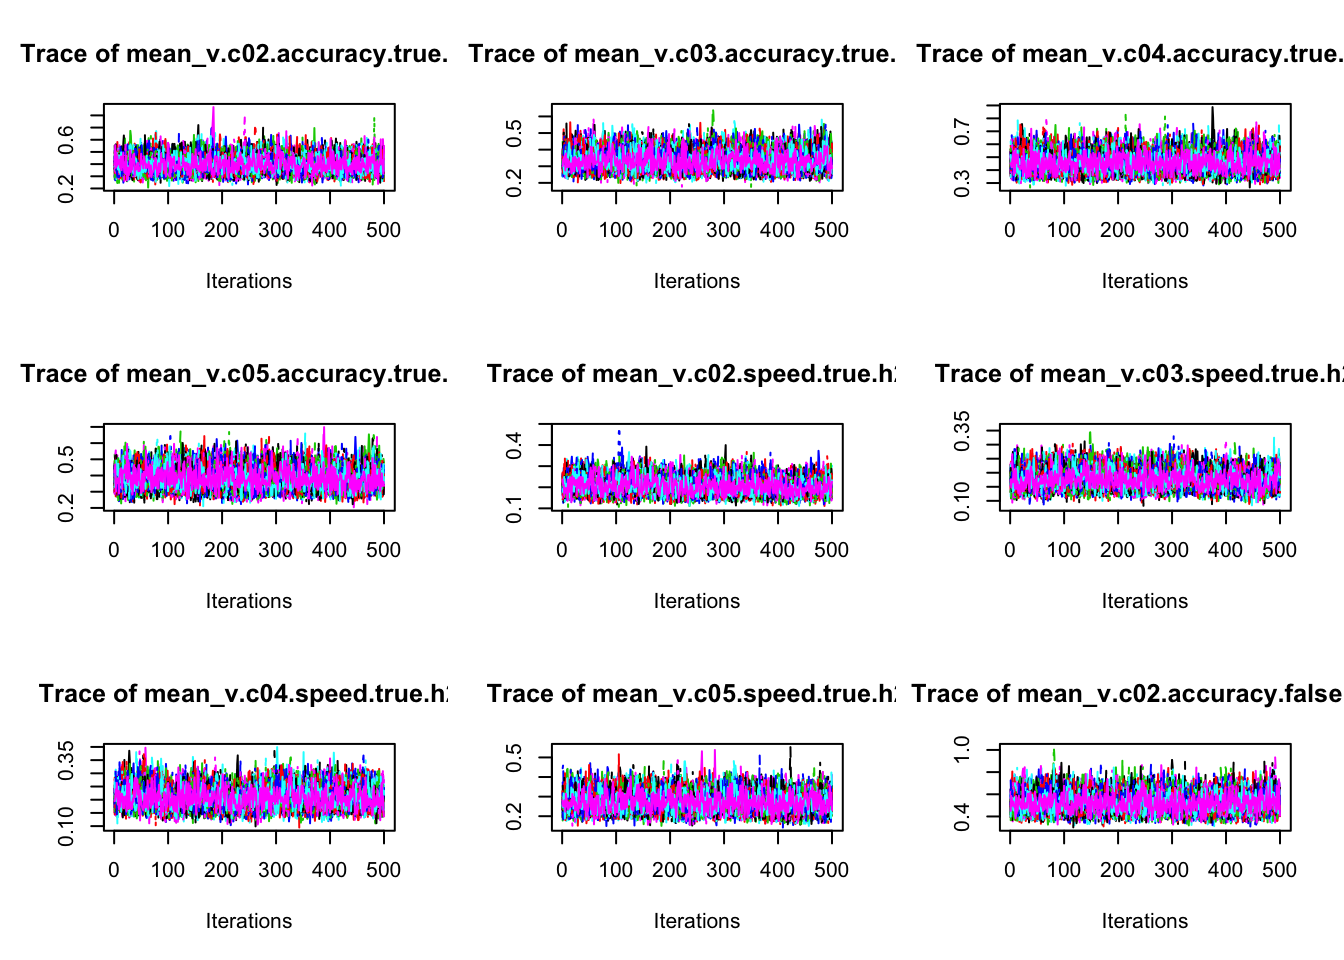 Trace of mean_v.c02.accuracy.true. Trace of mean_v.c03.accuracy.true. Trace of mean_v.c04.accuracy.true.
0.6 0.5 0.7
0.2 0.2 0.3
0 100 200 300 400 500 0 100 200 300 400 500 0 100 200 300 400 500
Iterations Iterations Iterations
Trace of mean_v.c05.accuracy.true. Trace of mean_v.c02.speed.true.h Trace of mean_v.c03.speed.true.h
0.5 0.4 0.35
0.2 0.1 0.10
0 100 200 300 400 500 0 100 200 300 400 500 0 100 200 300 400 500
Iterations Iterations Iterations
Trace of mean_v.c04.speed.true.h Trace of mean_v.c05.speed.true.h Trace of mean_v.c02.accuracy.false
0.35 0.5 1.0
0.10 0.2 0.4
0 100 200 300 400 500 0 100 200 300 400 500 0 100 200 300 400 500
Iterations Iterations Iterations